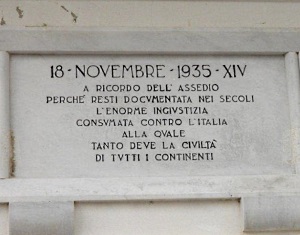 18-NOVEMBRE-1935-XIV
A RICORDO DELL'ASSEDIO
PERCHÈ RESTI DOCVMENTATA NEI SECOLI
L'ENORME INGIVSTIZIA
CONSVMATA CONTRO L'ITALIA
ALLA QVALE
TANTO DEVE LA CIVILTÀ
DI TVTTI I CONTINENTI